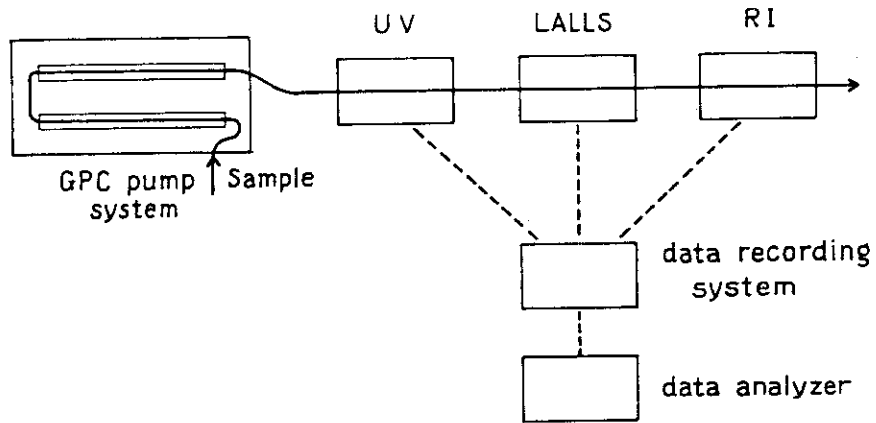 UV
LALLS
RI
GPC pump
system
Sample
data recording
system
data analyzer